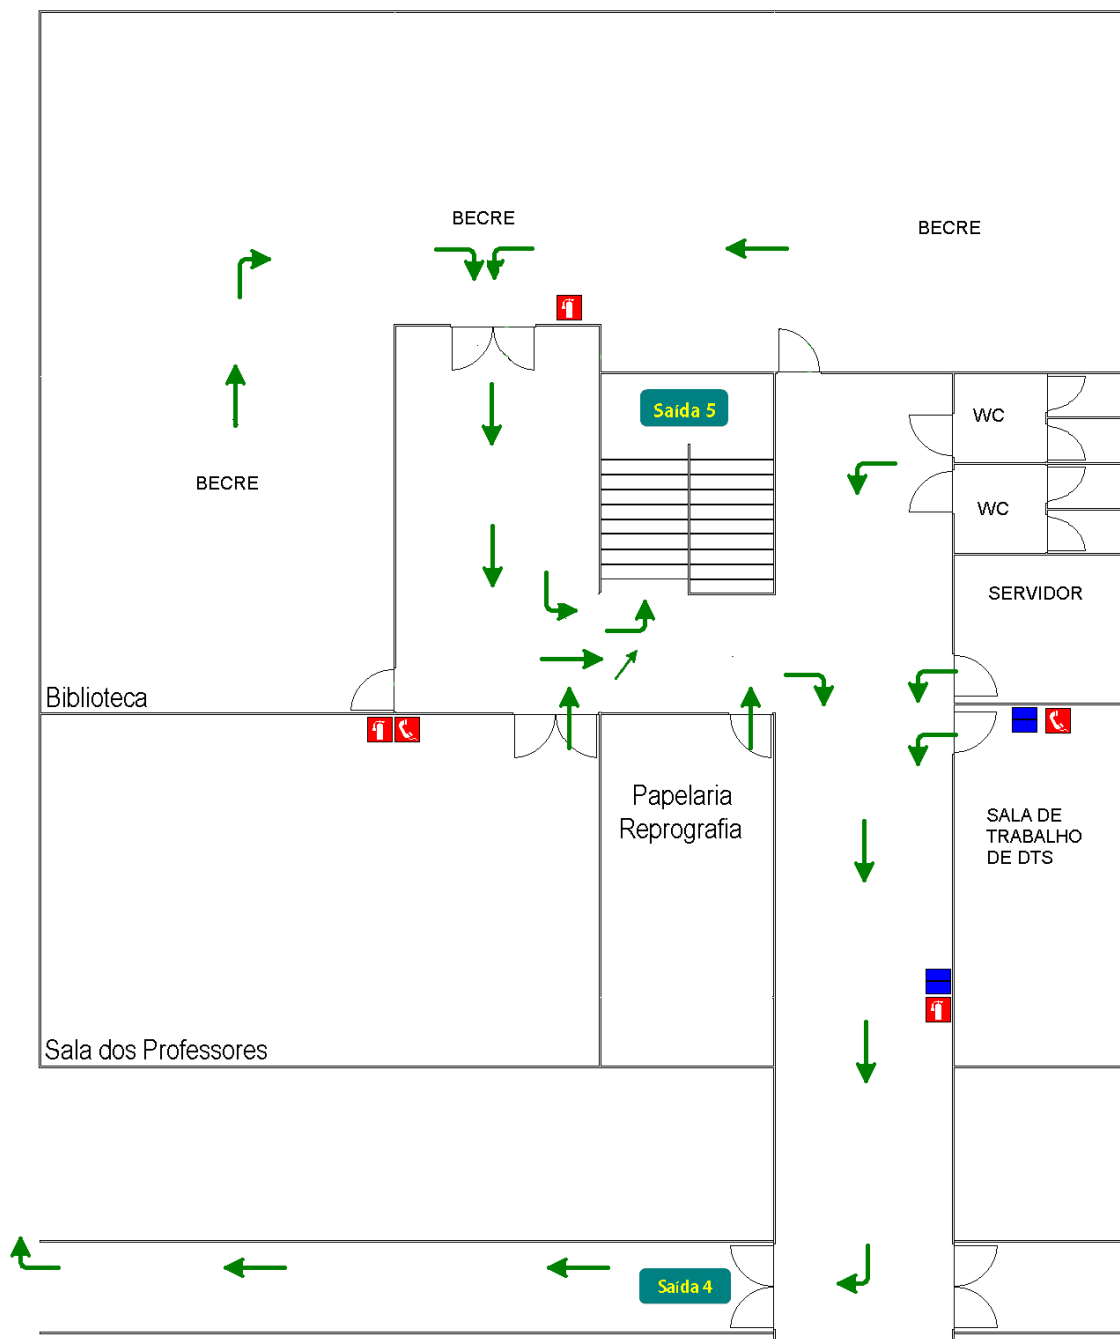 BECRE
BECRE
Saída 5
WC
BECRE
WC
SERVIDOR
Biblioteca
Papelaria
Reprografia
SALA DE
TRABALHO
DE DTS
Sala dos Professores
Saída 4